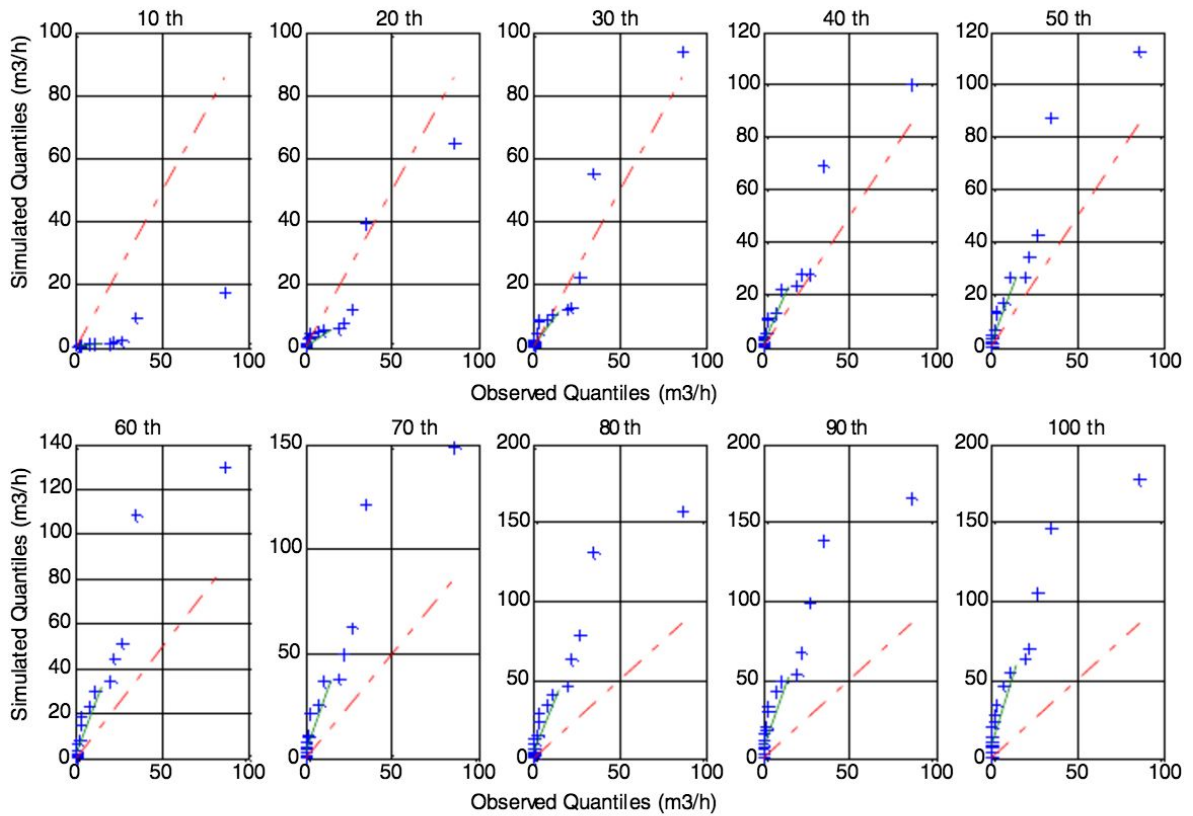 10 th 20 th 30 th 40 th 50 th
Simulated Quantiles (m3/h)
100 100 100 120 120
80 80 80 100 100
60 60 60 80 80
40 40 40 60 60
20 20 20 40 40
0 0 0 20 20
0 0
0 50 100 0 50 100 0 50 100 0 50 100 0 50 100
Observed Quantiles (m3/h)
60 th 70 th 80 th 90 th 100 th
Simulated Quantiles (m3/h)
140 150 200 200 200
120 100 150 150 150
100 50 100 100 100
80 0 50 50 50
60 0 0 0
40
20
0
0 50 100 0 50 100 0 50 100 0 50 100 0 50 100
Observed Quantiles (m3/h)